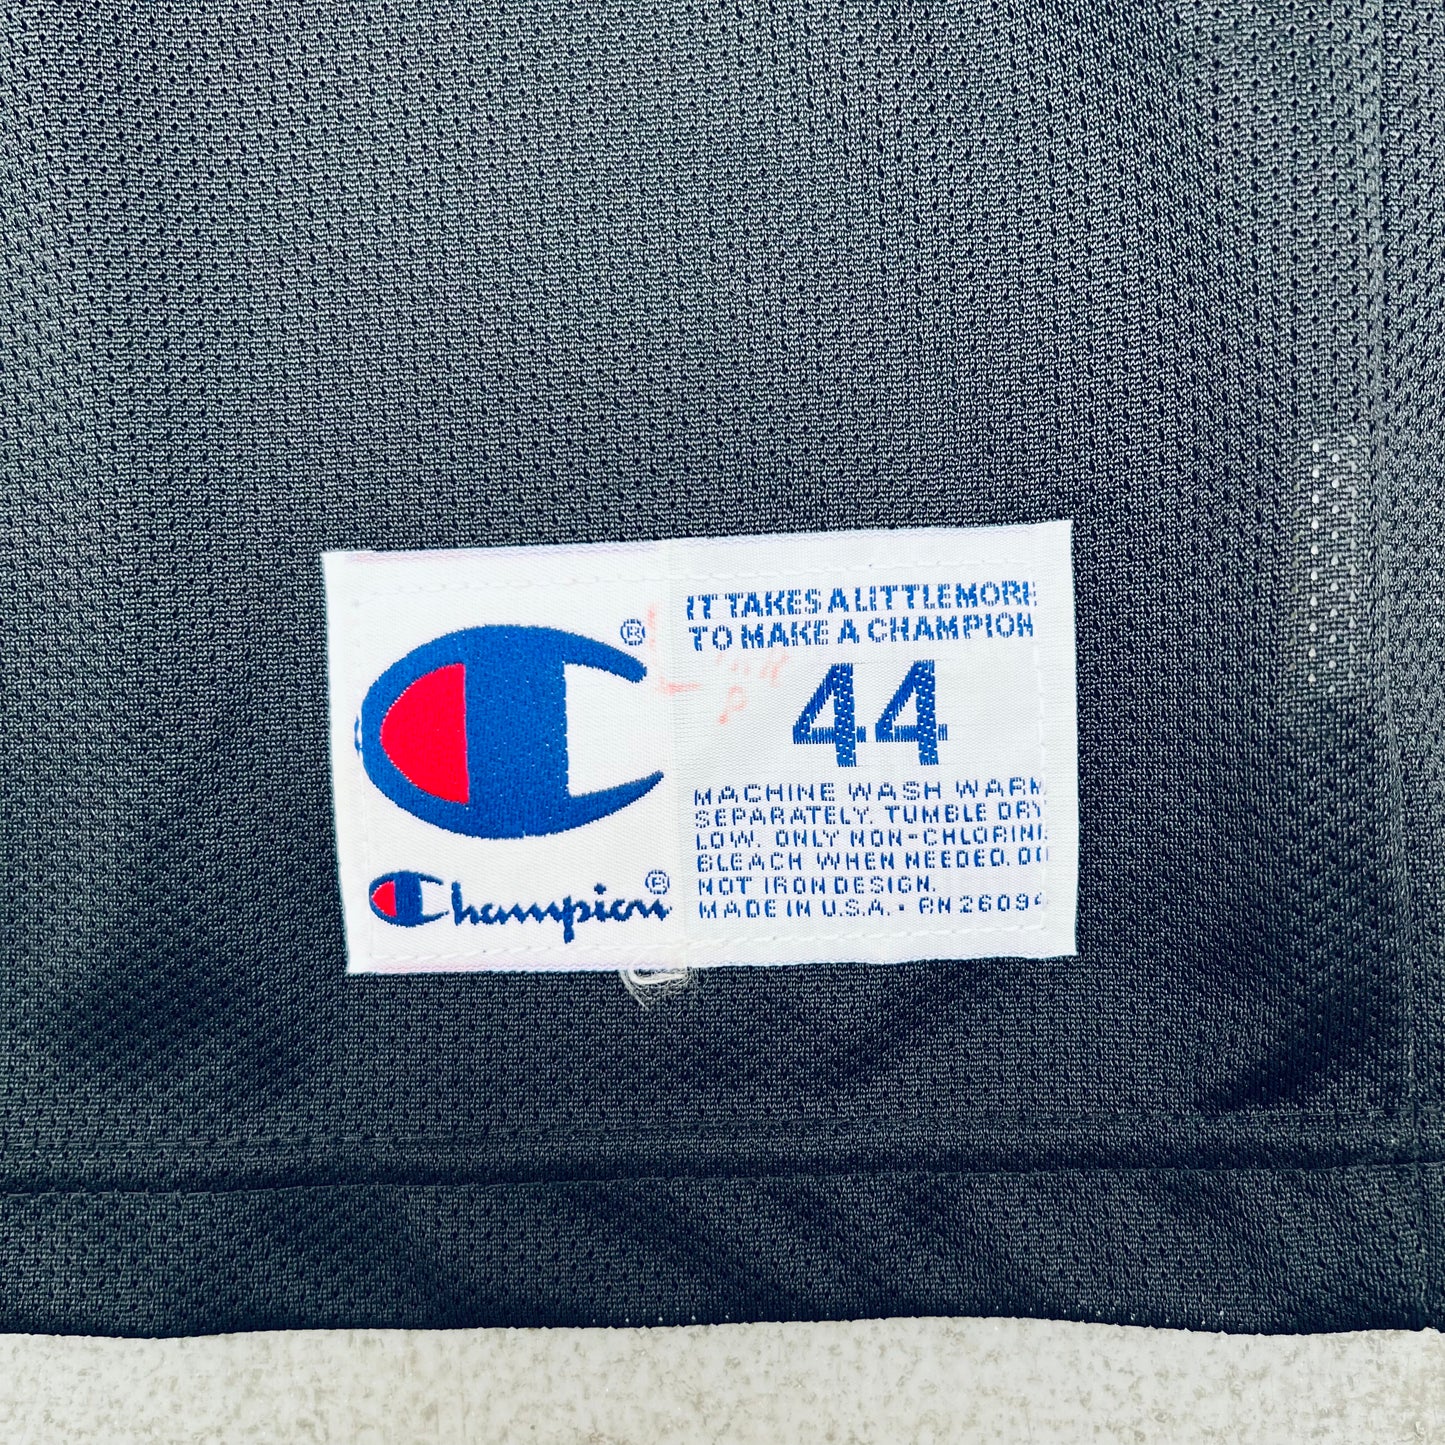 ®
Champion®
IT TAKES A LITTLE MORE
TO MAKE A CHAMPION
44
MACHINE WASH WARM
SEPARATELY. TUMBLE DRY
LOW. ONLY NON-CHLORINE
BLEACH WHEN NEEDED. DO
NOT IRON DESIGN.
MADE IN U.S.A. • RN 26094